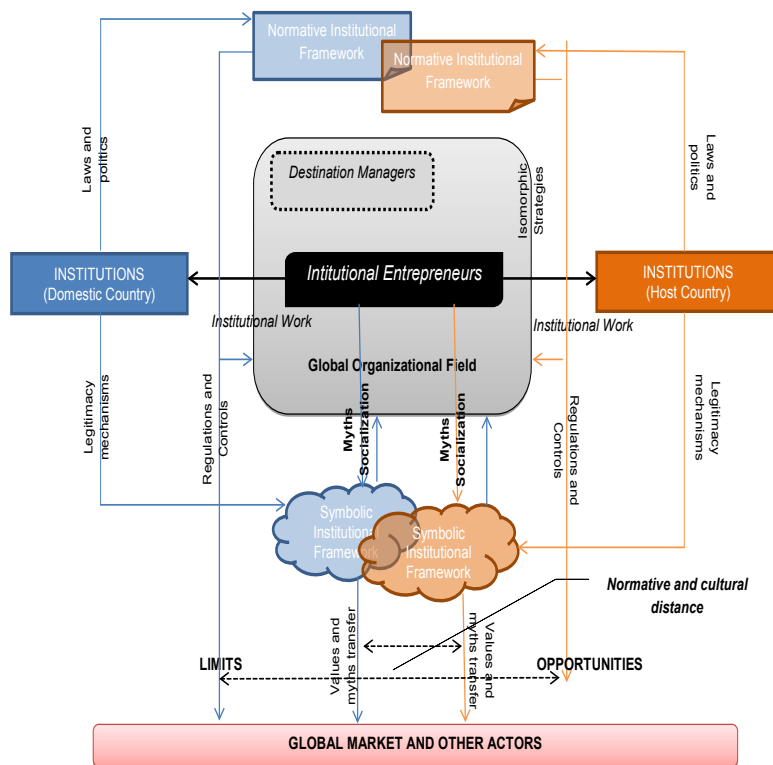 Normative Institutional
Framework
Normative Institutional
Framework
Laws and
politics
Laws and
politics
Destination Managers
Isomorphic
Strategies
INSTITUTIONS
(Domestic Country)
Intitutional Entrepreneurs
INSTITUTIONS
(Host Country)
Institutional Work
Institutional Work
Global Organizational Field
Legitimacy
mechanisms
Regulations and
Controls
Myths
Socialization
Myths
Socialization
Regulations and
Controls
Legitimacy
mechanisms
Symbolic
Institutional
Framework
Symbolic
Institutional
Framework
Normative and cultural
distance
Values and
myths transfer
Values and
myths transfer
LIMITS
OPPORTUNITIES
GLOBAL MARKET AND OTHER ACTORS